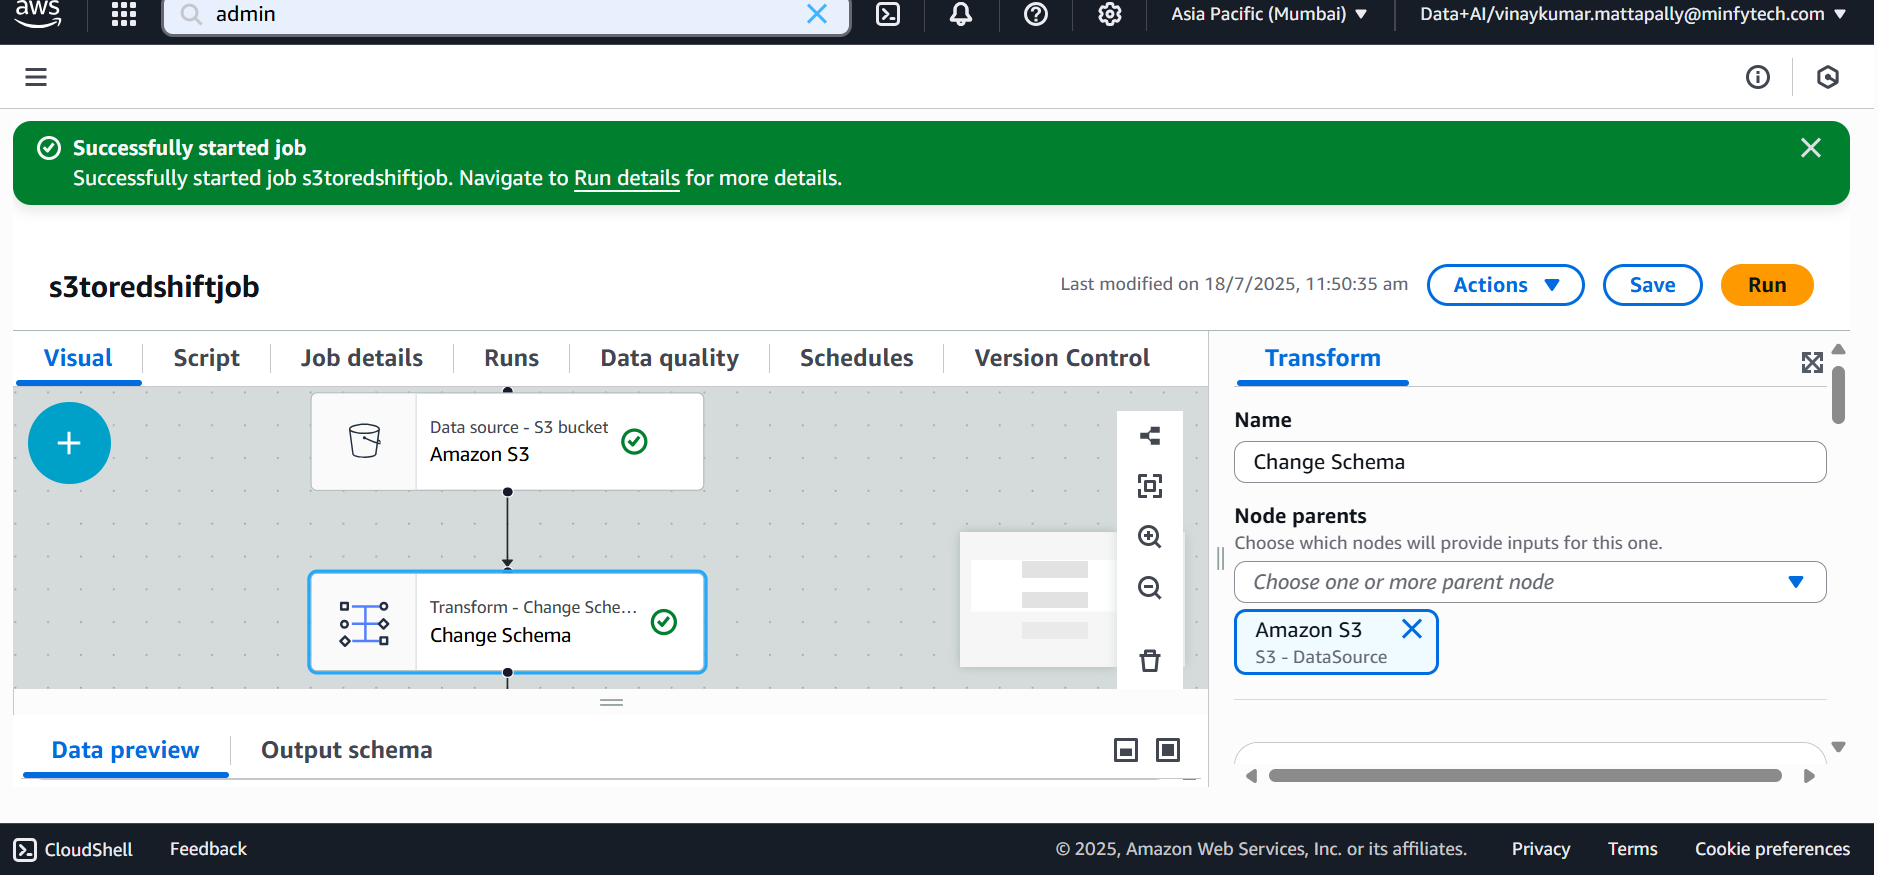 aws
admin
Asia Pacific (Mumbai)
Data+AI/vinaykumar.mattapally@minfytech.com
Successfully started job
Successfully started job s3toredshiftjob. Navigate to Run details for more details.
s3toredshiftjob
Last modified on 18/7/2025, 11:50:35 am
Actions
Save
Run
Visual
Script
Job details
Runs
Data quality
Schedules
Version Control
Transform
Data source - S3 bucket
Amazon S3
Transform - Change Sche...
Change Schema
Name
Change Schema
Node parents
Choose which nodes will provide inputs for this one.
Choose one or more parent node
Amazon S3
S3 - DataSource
Data preview
Output schema
CloudShell
Feedback
© 2025, Amazon Web Services, Inc. or its affiliates.
Privacy
Terms
Cookie preferences